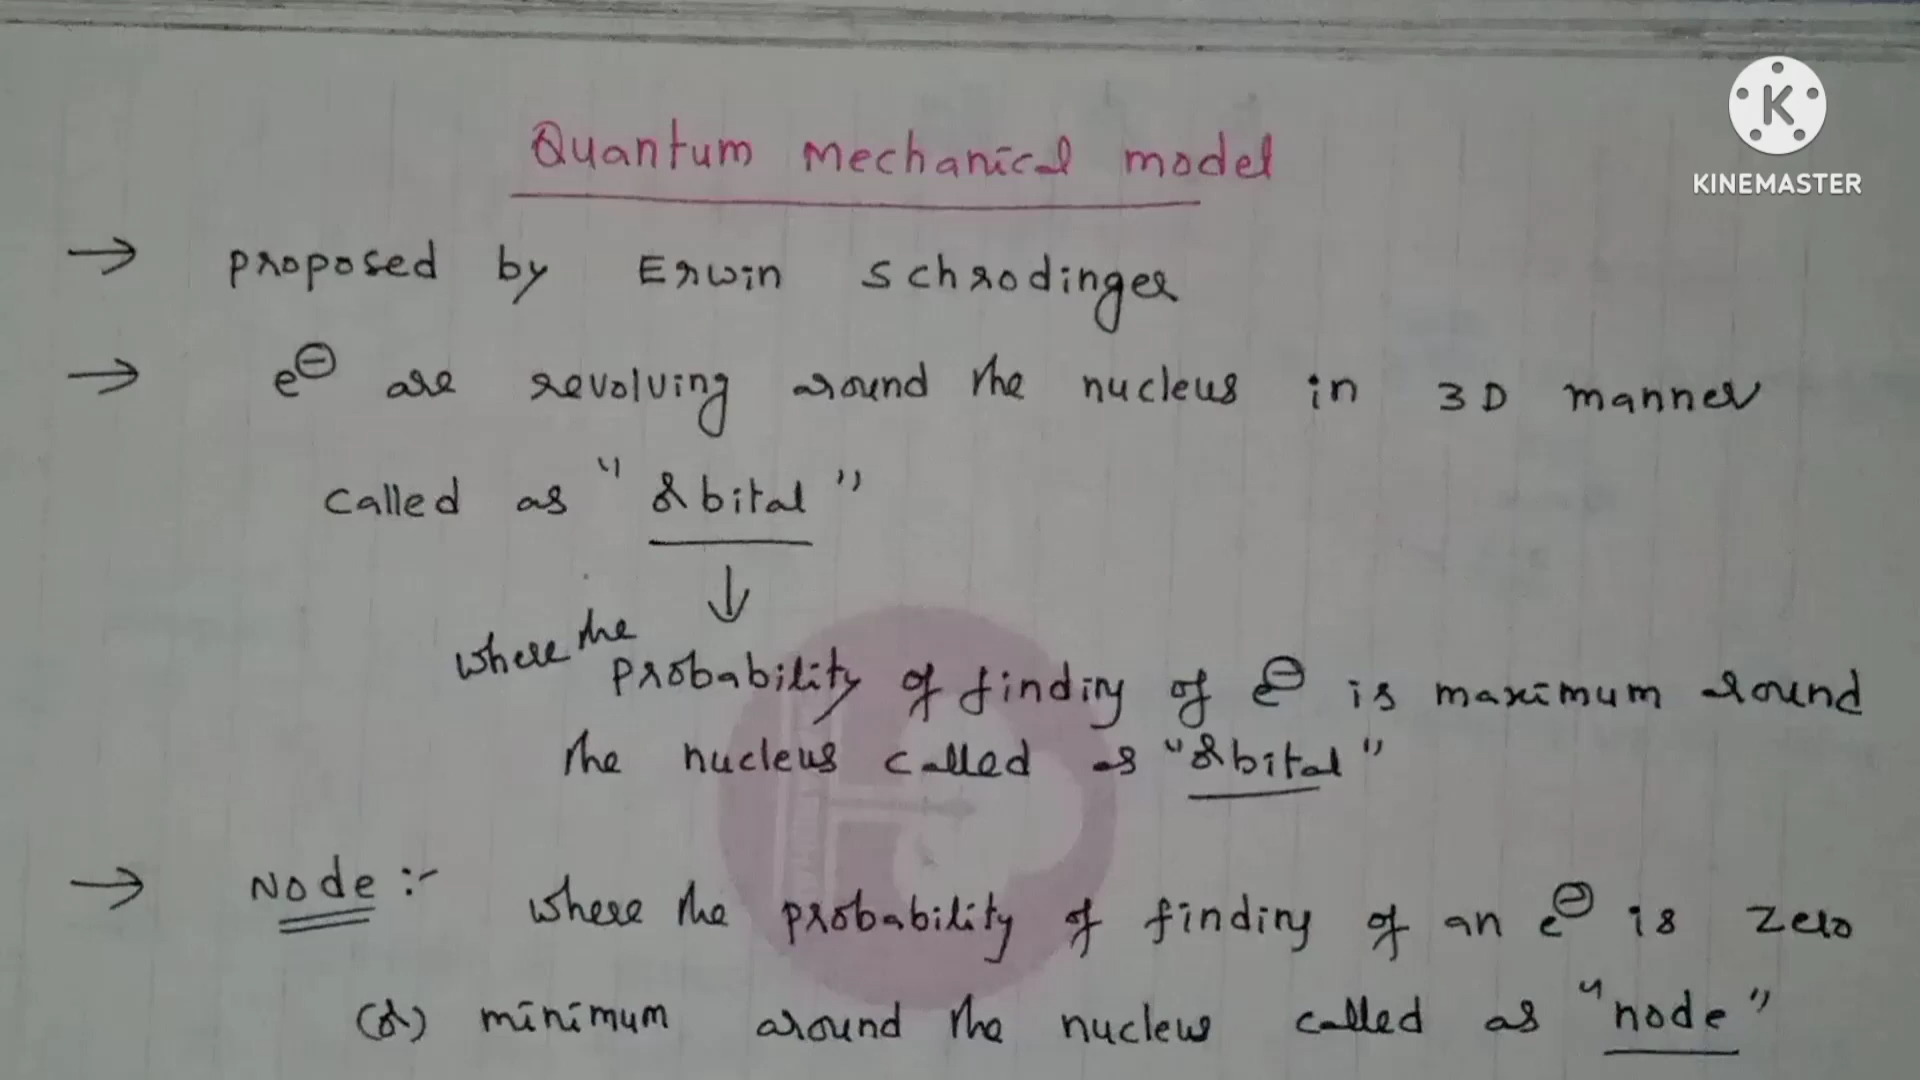 Quantum mechanical model
KINEMASTER
→ proposed by Erwin Schrodinger
→ e⊖ are revolving around the nucleus in 3D manner
called as "Orbital"
↓
where the
probability of finding of e⊖ is maximum around
the nucleus called as "Orbital"
→ Node :- where the probability of finding of an e⊖ is zero
(or) minimum around the nucleus called as "node"